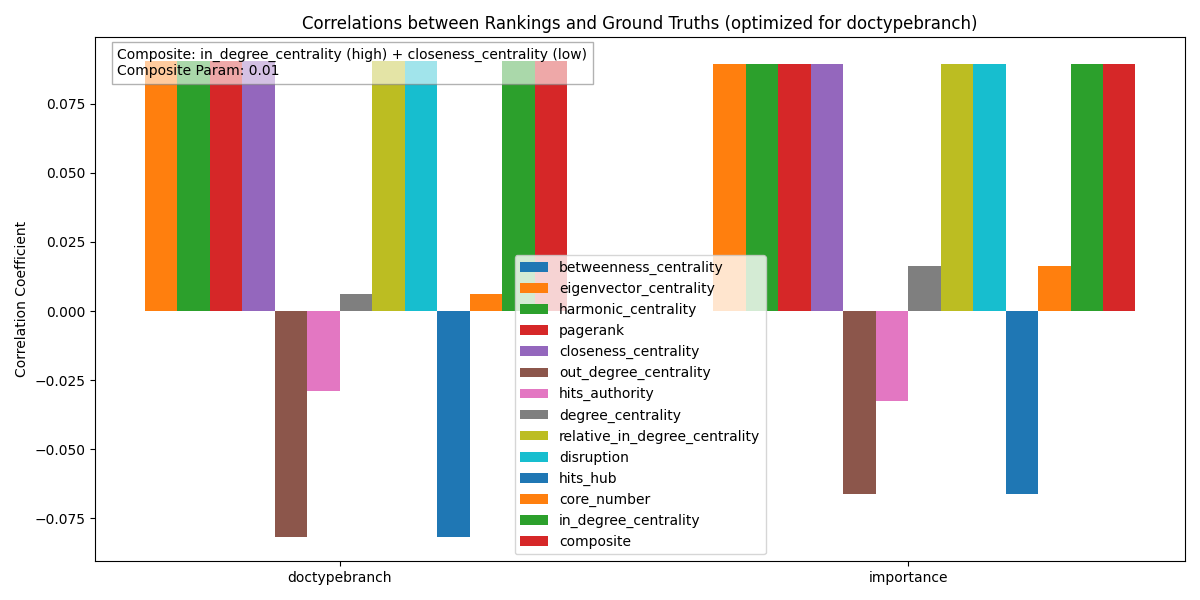 Correlations between Rankings and Ground Truths (optimized for doctypebranch)
Composite: in_degree_centrality (high) + closeness_centrality (low)
Composite Param: 0.01
Correlation Coefficient
0.075
0.050
0.025
0.000
−0.025
−0.050
−0.075
betweenness_centrality
eigenvector_centrality
harmonic_centrality
pagerank
closeness_centrality
out_degree_centrality
hits_authority
degree_centrality
relative_in_degree_centrality
disruption
hits_hub
core_number
in_degree_centrality
composite
doctypebranch
importance